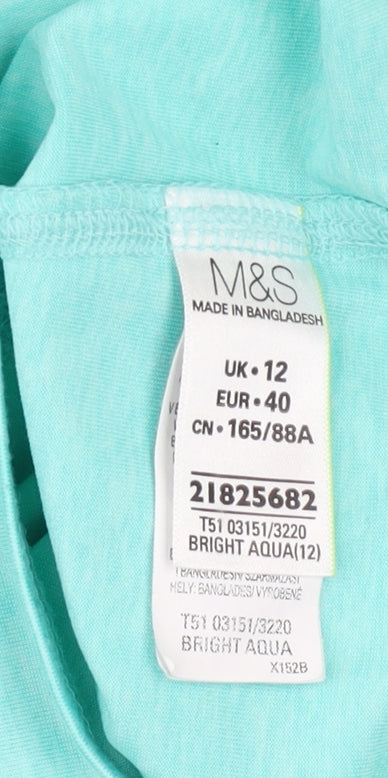 M&S
MADE IN BANGLADESH
UK • 12
EUR • 40
CN • 165/88A
21825682
T51 03151/3220
BRIGHT AQUA(12)
HELY: BANGLADES/VYROBENÉ
T51 03151/3220
BRIGHT AQUA
X152B